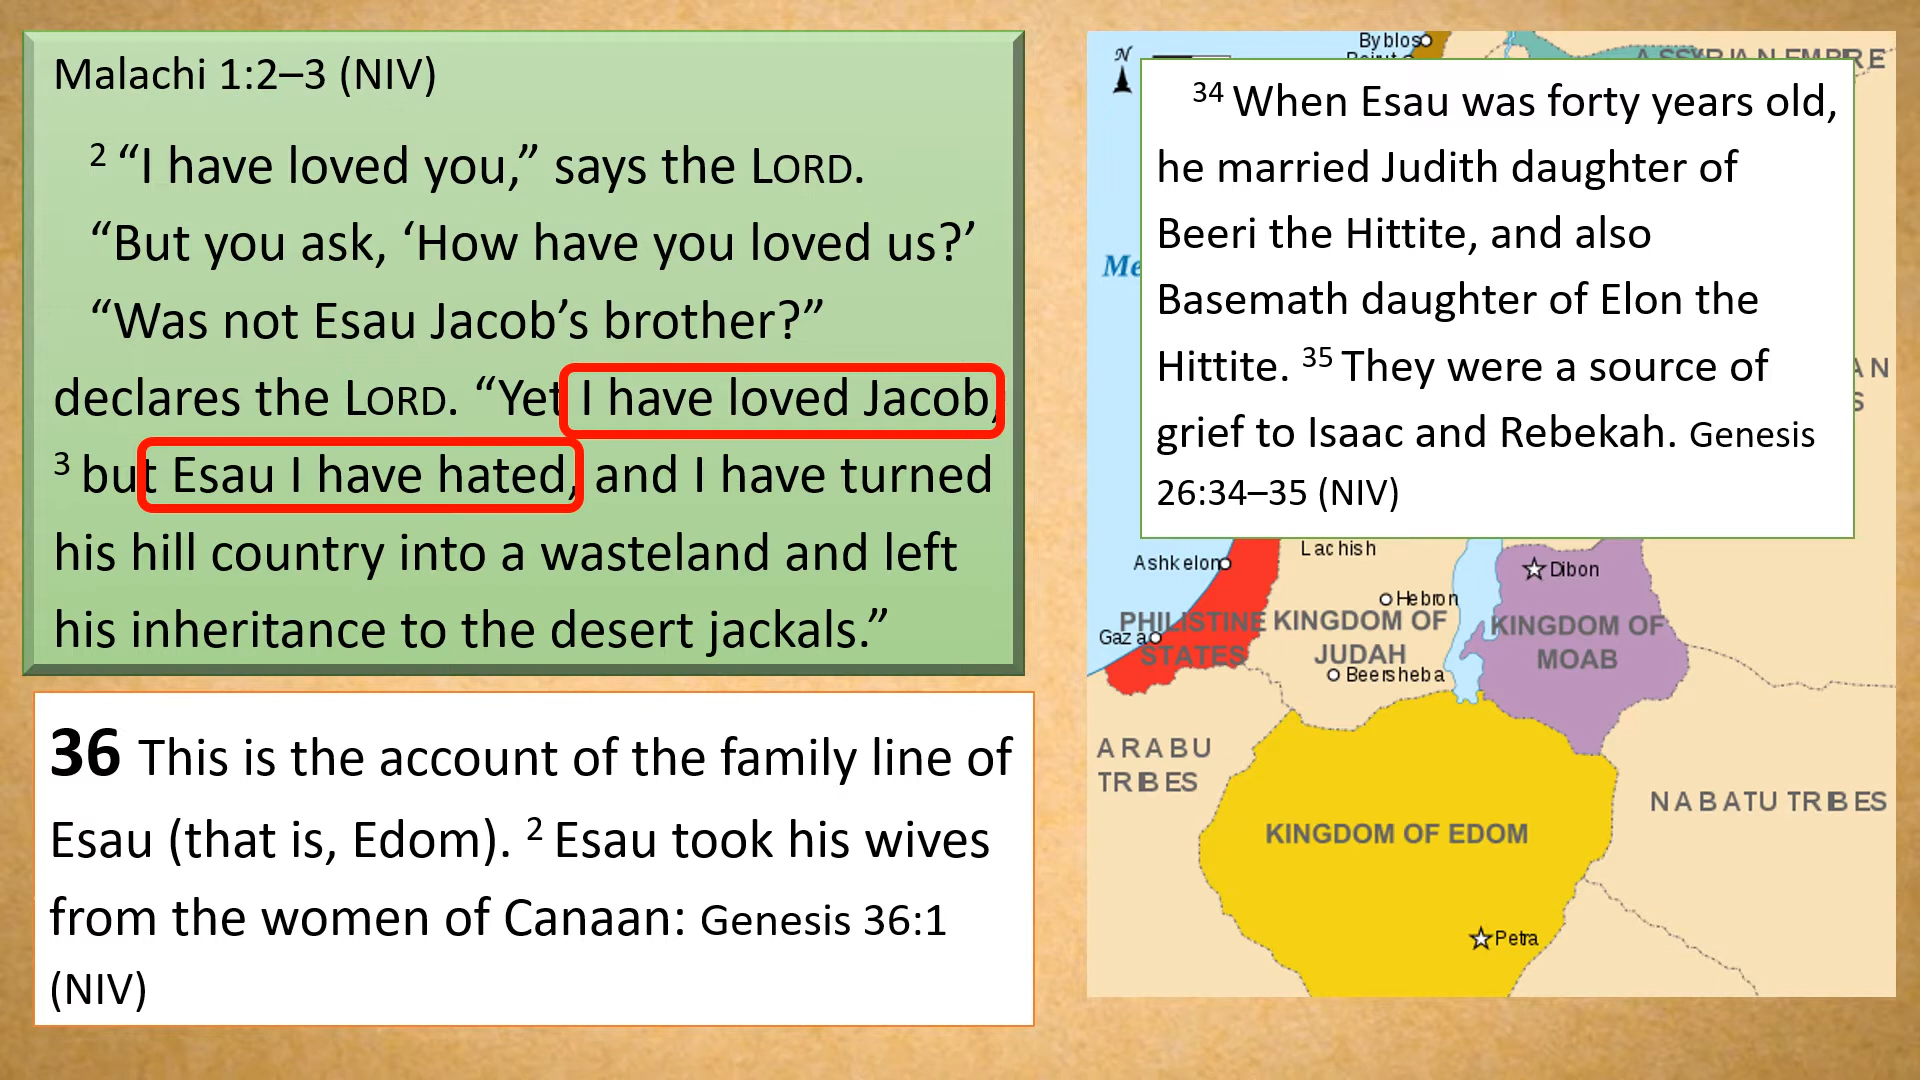 Malachi 1:2–3 (NIV)
2 “I have loved you,” says the LORD.
“But you ask, ‘How have you loved us?’
“Was not Esau Jacob’s brother?”
declares the LORD. “Yet I have loved Jacob,
3 but Esau I have hated, and I have turned
his hill country into a wasteland and left
his inheritance to the desert jackals.”
36 This is the account of the family line of
Esau (that is, Edom). 2 Esau took his wives
from the women of Canaan: Genesis 36:1
(NIV)
34 When Esau was forty years old,
he married Judith daughter of
Beeri the Hittite, and also
Basemath daughter of Elon the
Hittite. 35 They were a source of
grief to Isaac and Rebekah. Genesis
26:34–35 (NIV)
N
Byblos
Beirut
ASSYRIAN EMPIRE
Me
AN
S
Lachish
Ashkelon
Dibon
Hebron
PHILISTINE
STATES
KINGDOM OF
JUDAH
KINGDOM OF
MOAB
Gaza
Beersheba
ARABU
TRIBES
NABATU TRIBES
KINGDOM OF EDOM
Petra